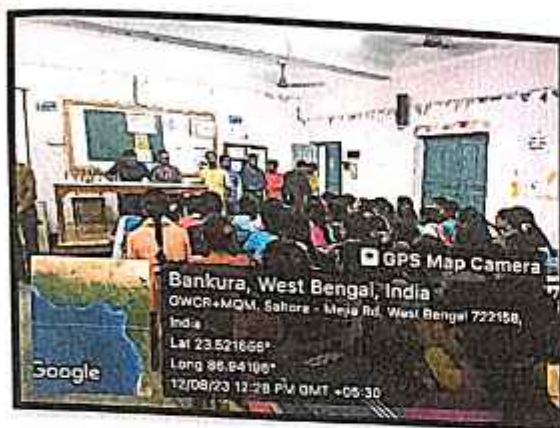 GPS Map Camera
Bankura, West Bengal, India
GWCR+MQM, Sahora - Mejia Rd, West Bengal 722158,
India
Lat 23.521666°
Long 86.94196°
12/08/23 12:28 PM GMT +05:30
Google